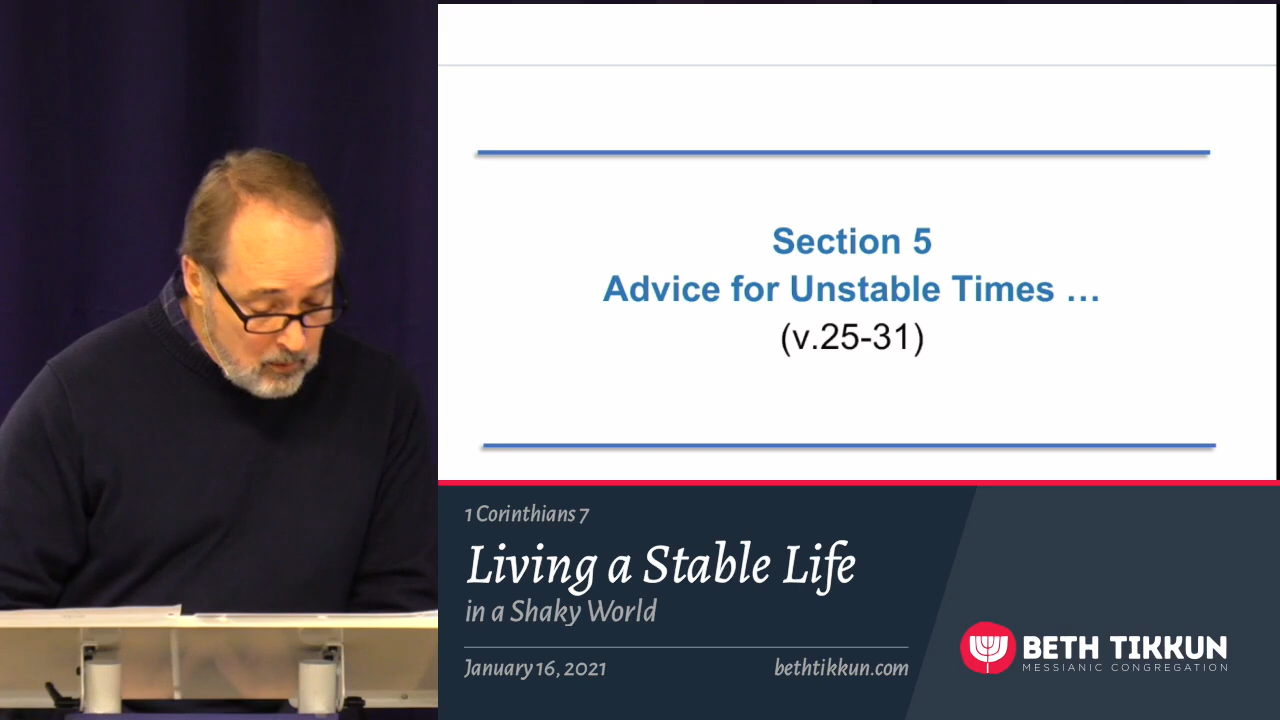 Section 5
Advice for Unstable Times …
(v.25-31)
1 Corinthians 7
Living a Stable Life
in a Shaky World
January 16, 2021
bethtikkun.com
BETH TIKKUN
MESSIANIC CONGREGATION